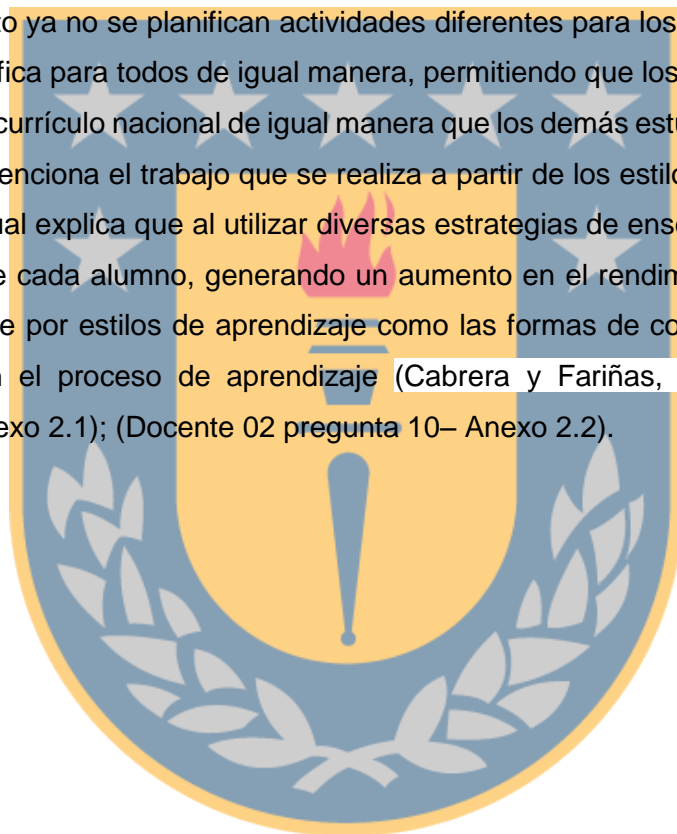 to ya no se planifican actividades diferentes para los
fica para todos de igual manera, permitiendo que los
currículo nacional de igual manera que los demás estu
enciona el trabajo que se realiza a partir de los estilo
ual explica que al utilizar diversas estrategias de ense
e cada alumno, generando un aumento en el rendim
e por estilos de aprendizaje como las formas de co
n el proceso de aprendizaje (Cabrera y Fariñas,
exo 2.1); (Docente 02 pregunta 10– Anexo 2.2).